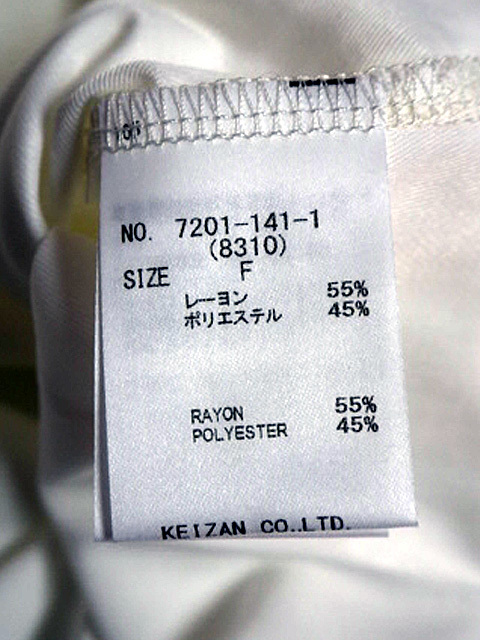 NO. 7201-141-1
(8310)
SIZE F
レーヨン 55%
ポリエステル 45%
RAYON 55%
POLYESTER 45%
KEIZAN CO.,LTD.